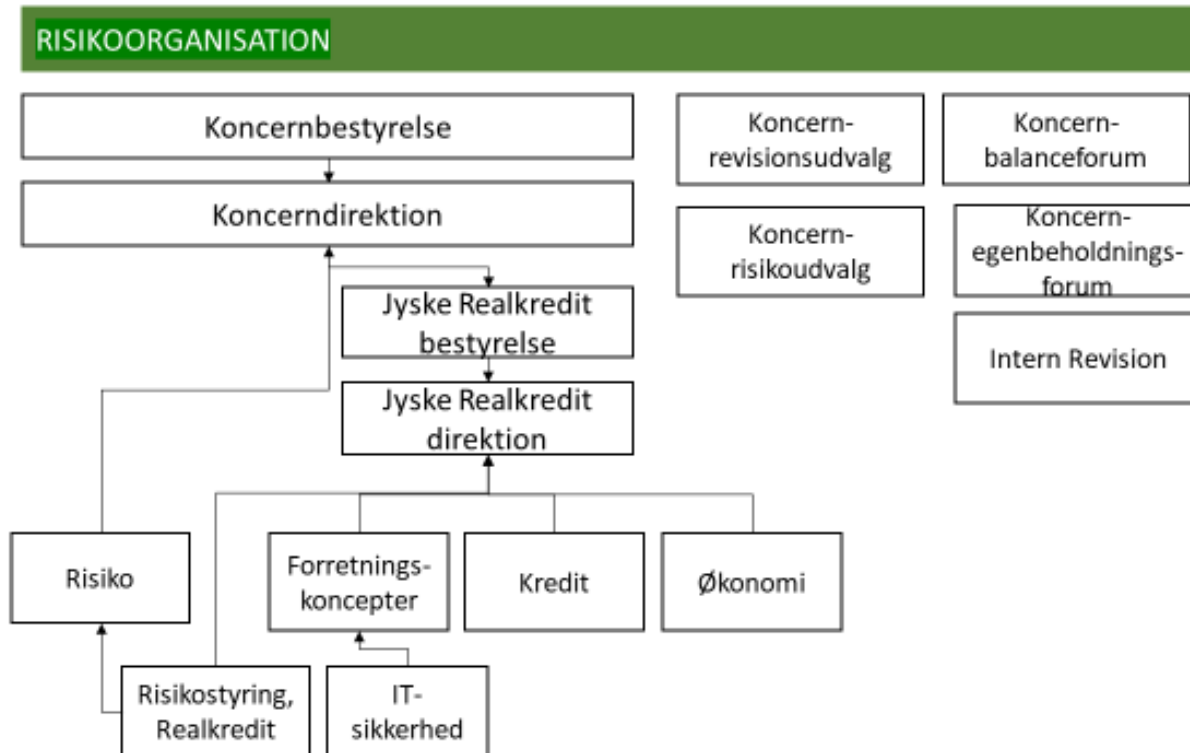 RISIKOORGANISATION
Koncernbestyrelse
Koncerndirektion
Jyske Realkredit
bestyrelse
Jyske Realkredit
direktion
Koncern-
revisionsudvalg
Koncern-
balanceforum
Koncern-
risikoudvalg
Koncern-
egenbeholdnings-
forum
Intern Revision
Risiko
Forretnings-
koncepter
Kredit
Økonomi
Risikostyring,
Realkredit
IT-
sikkerhed